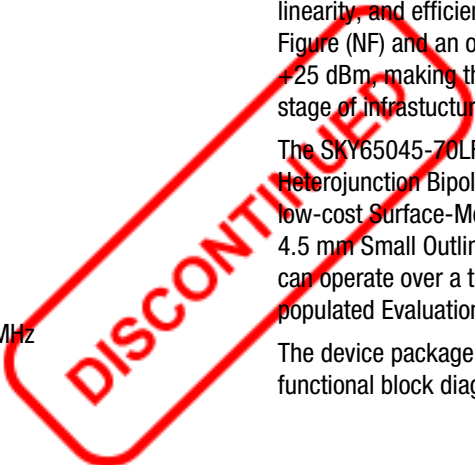 linearity, and efficien
Figure (NF) and an o
+25 dBm, making th
stage of infrastuctur
The SKY65045-70LF
Heterojunction Bipol
low-cost Surface-Mo
4.5 mm Small Outlin
can operate over a t
populated Evaluation
MHz
The device package
functional block diag
DISCONTINUED